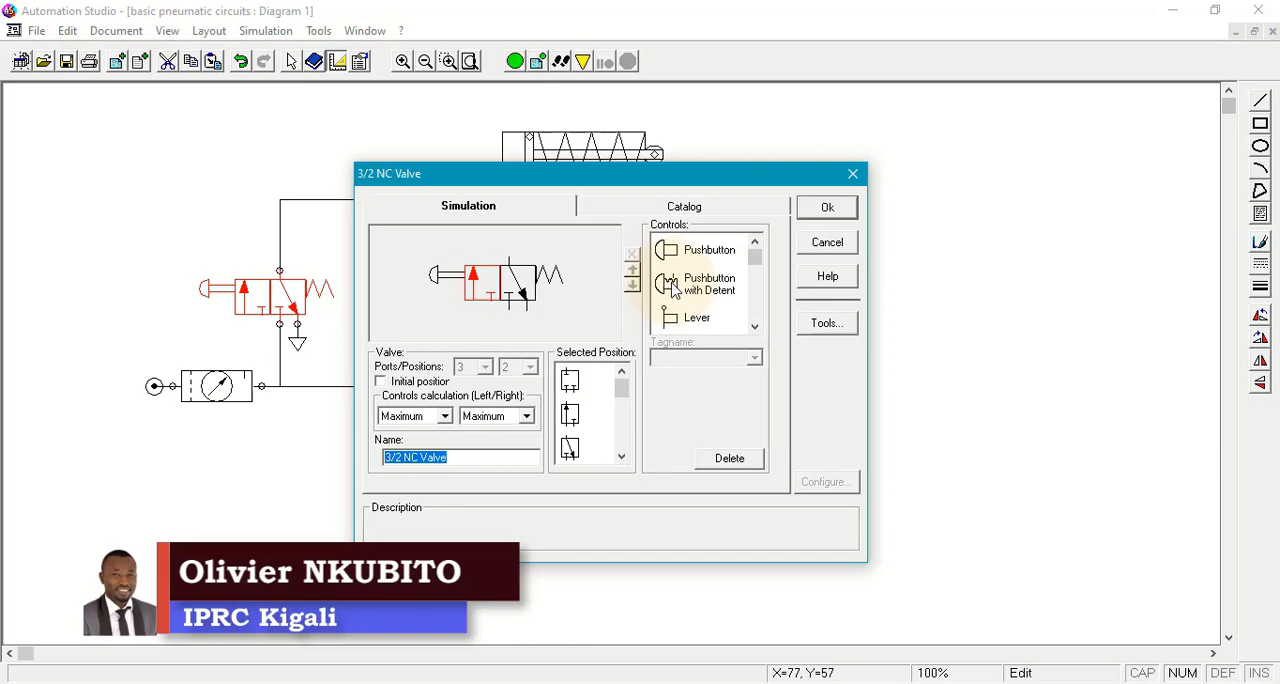 Automation Studio - [basic pneumatic circuits : Diagram 1]
File Edit Document View Layout Simulation Tools Window ?
3/2 NC Valve
Simulation
Catalog
Ok
Controls:
Pushbutton
Cancel
Pushbutton
with Detent
Help
Lever
Tools...
Tagname:
Valve:
Ports/Positions: 3 2
Initial position
Controls calculation (Left/Right):
Maximum Maximum
Name:
3/2 NC Valve
Selected Position:
Delete
Configure...
Description
Olivier NKUBITO
IPRC Kigali
X=77, Y=57 100% Edit CAP NUM DEF INS